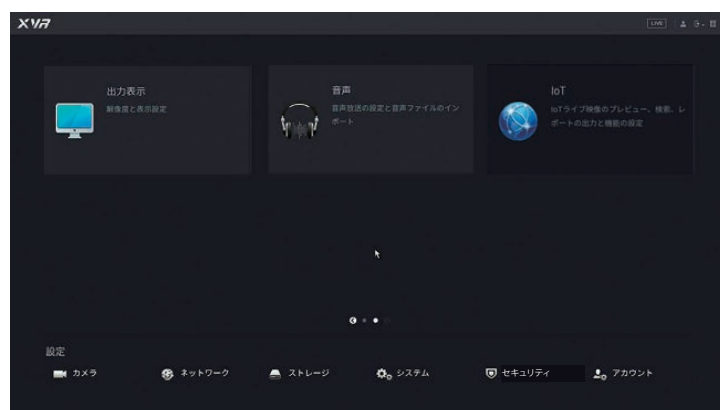 XVR
LIVE
出力表示
解像度と表示設定
音声
音声放送の設定と音声ファイルのイン
ポート
IoT
IoTライブ映像のプレビュー、検索、レ
ポートの出力と機能の設定
設定
カメラ
ネットワーク
ストレージ
システム
セキュリティ
アカウント